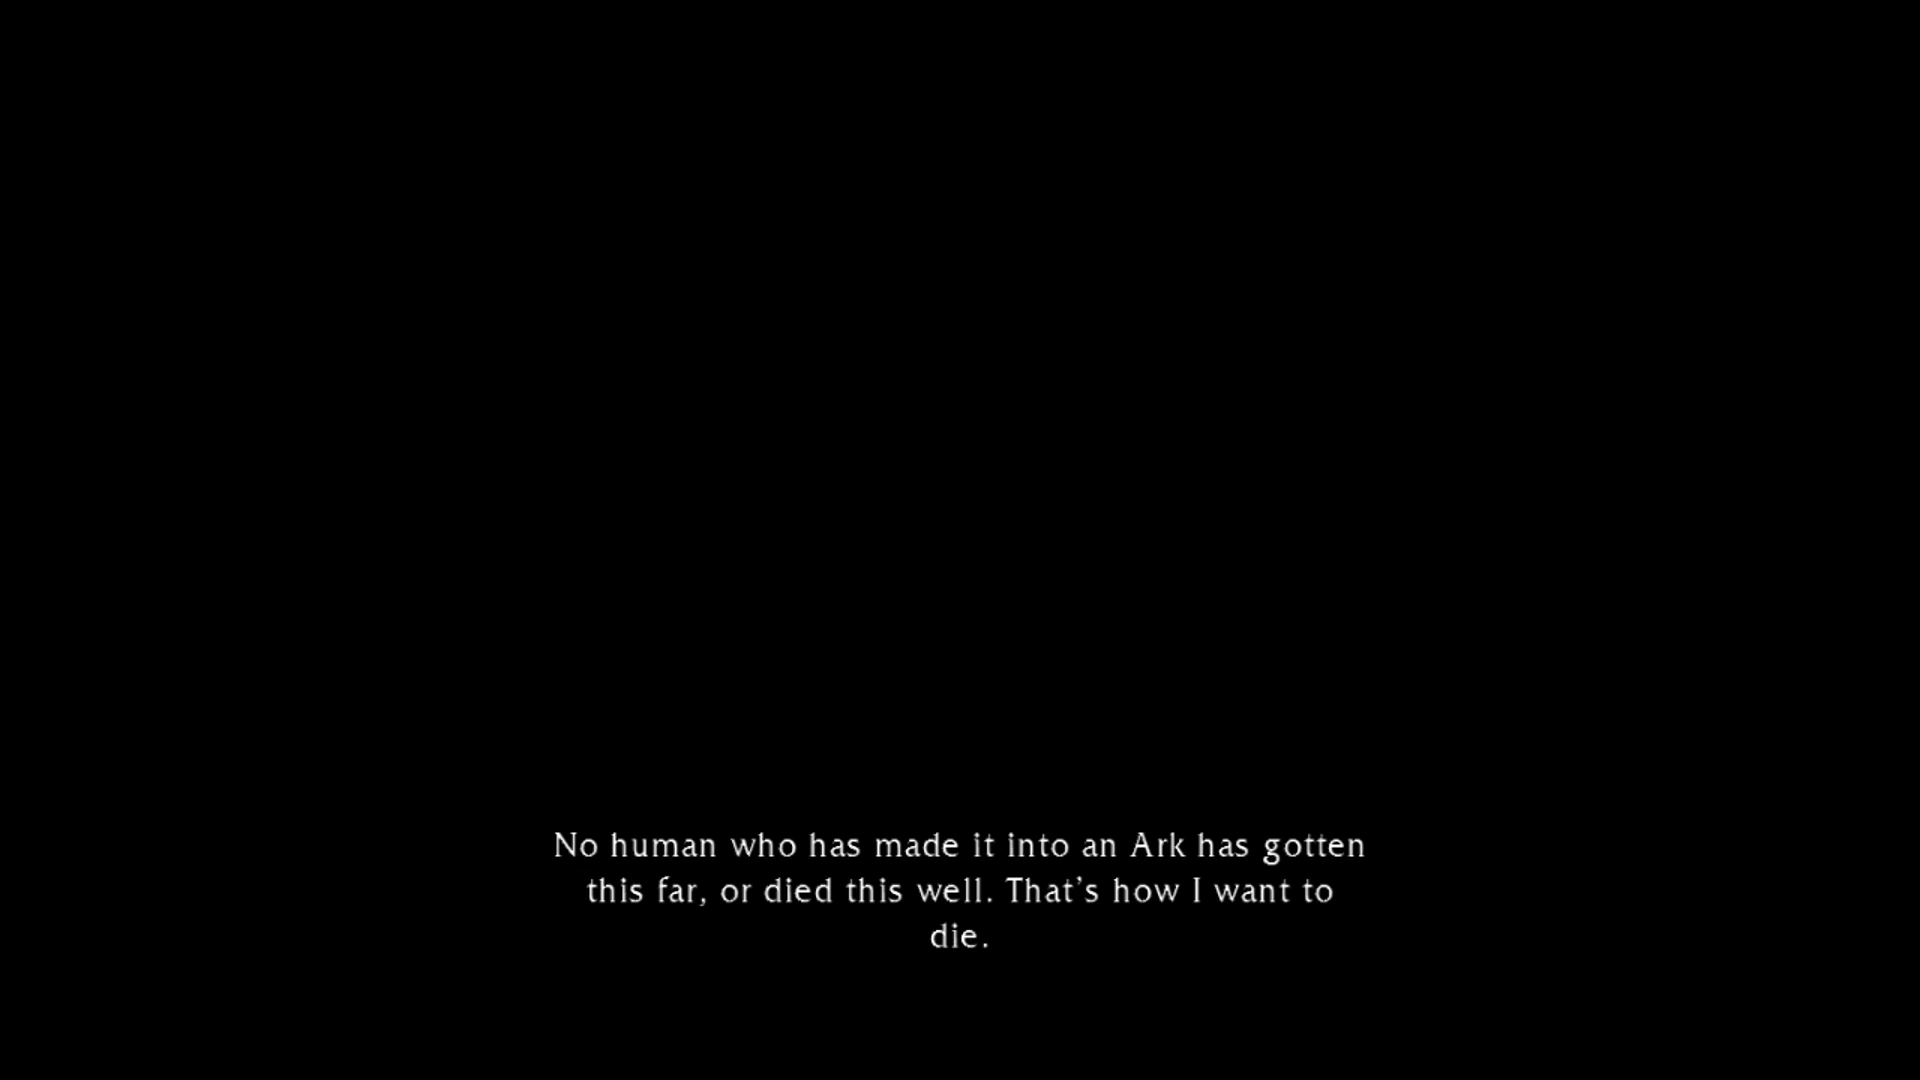 No human who has made it into an Ark has gotten
this far, or died this well. That’s how I want to
die.